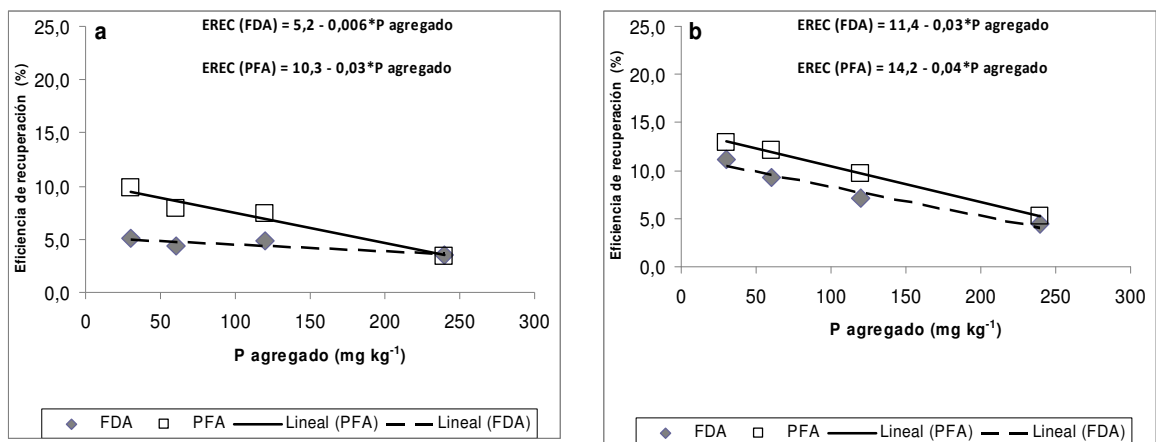 a
EREC (FDA) = 5,2 - 0,006*P agregado
EREC (PFA) = 10,3 - 0,03*P agregado
Eficiencia de recuperación (%)
25,0
20,0
15,0
10,0
5,0
0,0
0 50 100 150 200 250 300
P agregado (mg kg⁻¹)
FDA PFA Lineal (PFA) Lineal (FDA)
b
EREC (FDA) = 11,4 - 0,03*P agregado
EREC (PFA) = 14,2 - 0,04*P agregado
Eficiencia de recuperación (%)
25,0
20,0
15,0
10,0
5,0
0,0
0 50 100 150 200 250 300
P agregado (mg kg⁻¹)
FDA PFA Lineal (PFA) Lineal (FDA)